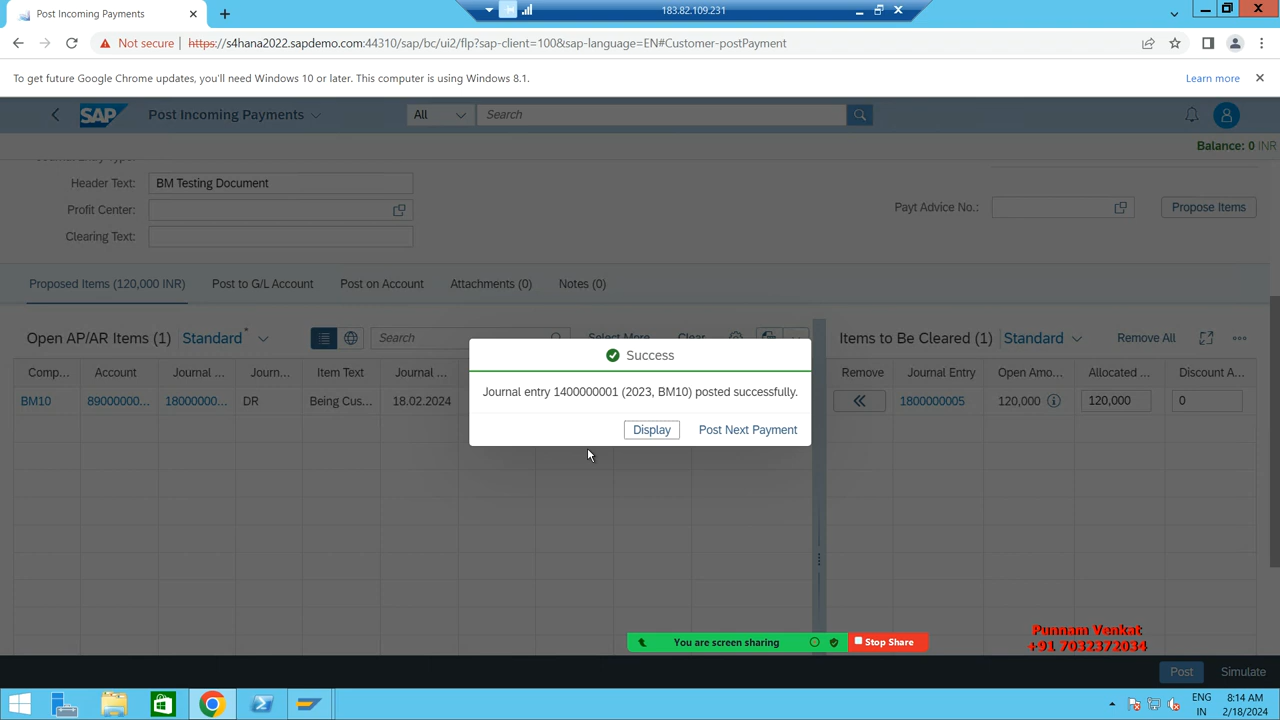 Post Incoming Payments
183.82.109.231
Not secure
https://s4hana2022.sapdemo.com:44310/sap/bc/ui2/flp?sap-client=100&sap-language=EN#Customer-postPayment
To get future Google Chrome updates, you'll need Windows 10 or later. This computer is using Windows 8.1.
Learn more
SAP
Post Incoming Payments
All
Search
Balance: 0 INR
Journal Entry Type:
Header Text: BM Testing Document
Profit Center:
Payt Advice No.:
Propose Items
Clearing Text:
Proposed Items (120,000 INR) Post to G/L Account Post on Account Attachments (0) Notes (0)
Open AP/AR Items (1) Standard* Search Select More Clear
Items to Be Cleared (1) Standard Remove All
Success
Comp... Account Journal ... Journ... Item Text Journal ...
Remove Journal Entry Open Amo... Allocated ... Discount A...
Journal entry 1400000001 (2023, BM10) posted successfully.
BM10 89000000... 18000000... DR Being Cus... 18.02.2024
1800000005 120,000 120,000 0
Display Post Next Payment
You are screen sharing
Stop Share
Punnam Venkat
+91 7032372034
Post Simulate
ENG
IN
8:14 AM
2/18/2024